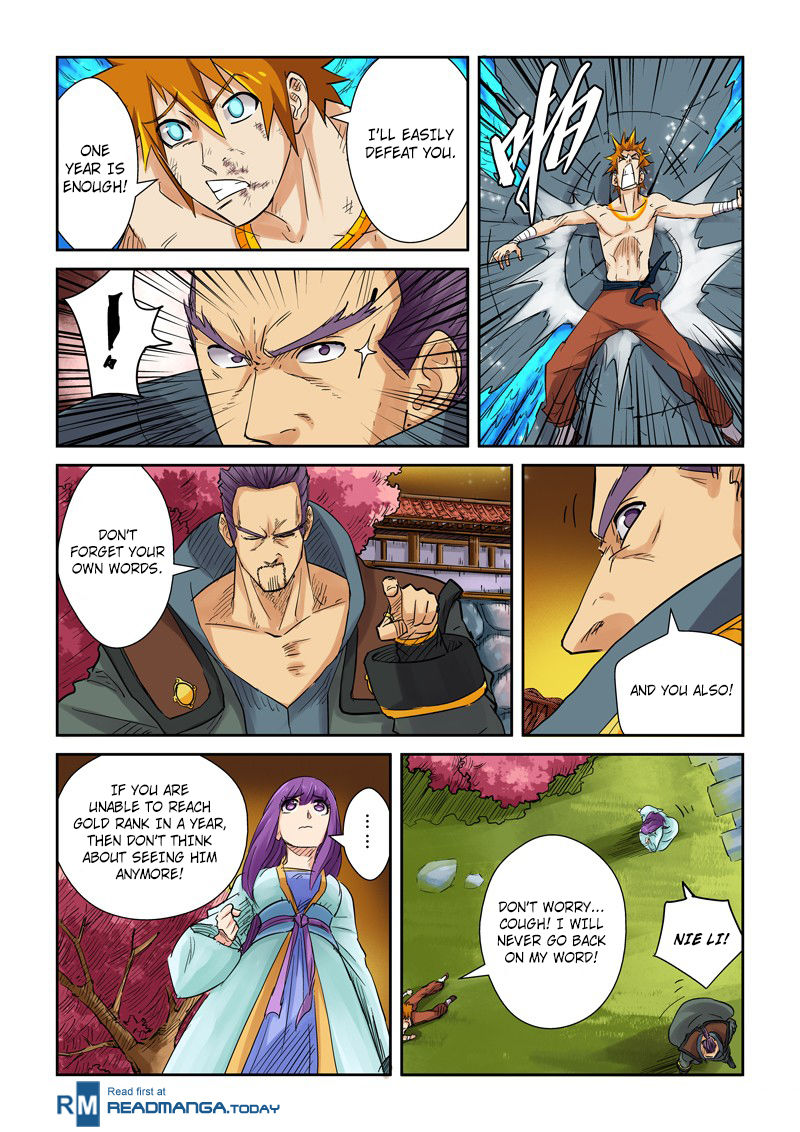 I'LL EASILY
DEFEAT YOU.
ONE
YEAR IS
ENOUGH!
啪
!
DON'T
FORGET YOUR
OWN WORDS.
AND YOU ALSO!
IF YOU ARE
UNABLE TO REACH
GOLD RANK IN A YEAR,
THEN DON'T THINK
ABOUT SEEING HIM
ANYMORE!
......
NIE LI!
DON'T WORRY...
COUGH! I WILL
NEVER GO BACK
ON MY WORD!
RM
Read first at
READMANGA.TODAY